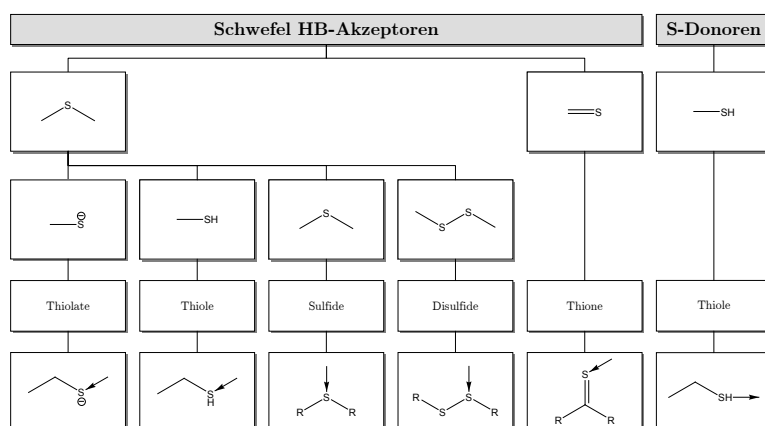 Schwefel HB-Akzeptoren
S-Donoren
S
S
SH
S
⊖
SH
S
S
S
Thiolate
Thiole
Sulfide
Disulfide
Thione
Thiole
S
⊖
S
H
S
R
R
R
S
S
R
S
R
R
SH